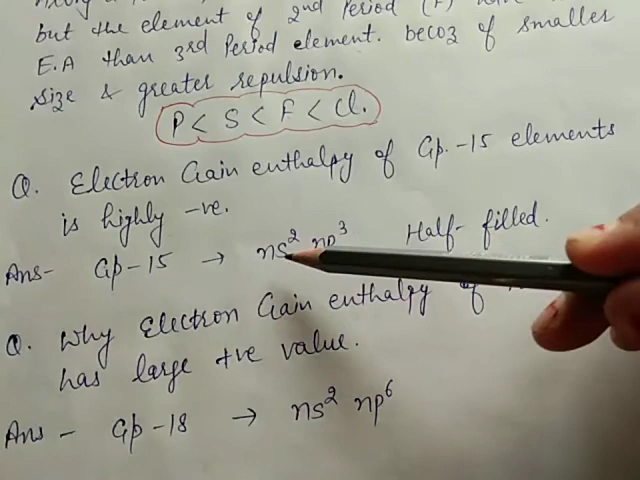 but the element of 2nd Period (F) have
E.A than 3rd Period element. becoz of smaller
size & greater repulsion.
P < S < F < Cl.
Q. Electron Gain enthalpy of Gp.-15 elements
is highly -ve.
Ans- Gp-15 → ns² np³ Half-filled.
Q. Why Electron Gain enthalpy of
has large +ve value.
Ans - Gp-18 → ns² np⁶